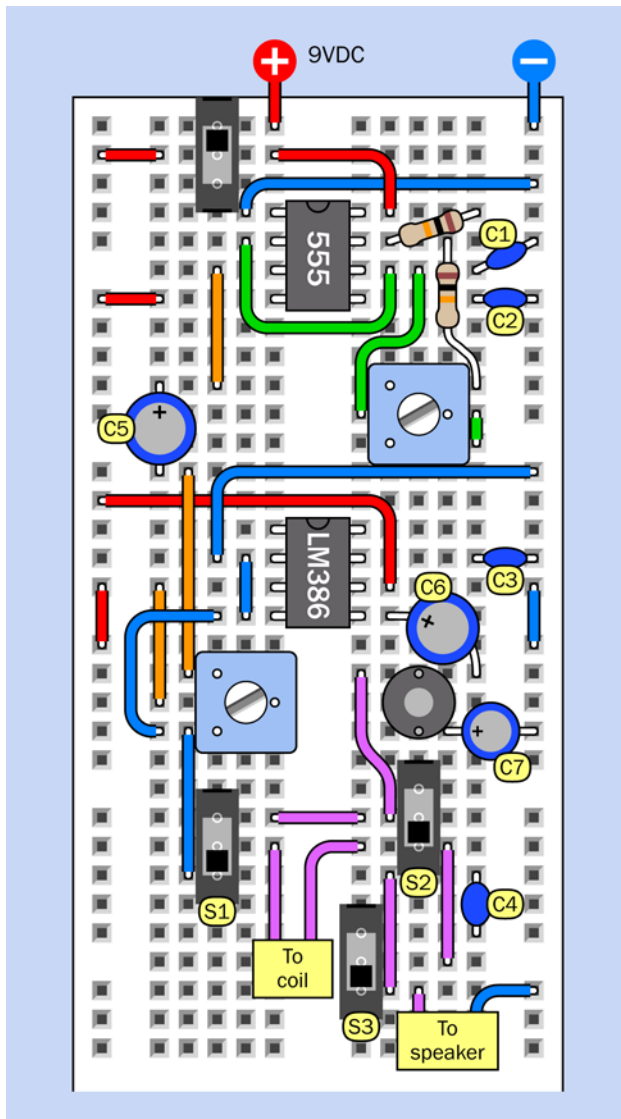 + 9VDC −
555
C1
C2
C5
LM386
C3
C6
C7
S1
S2
C4
To
coil
S3
To
speaker